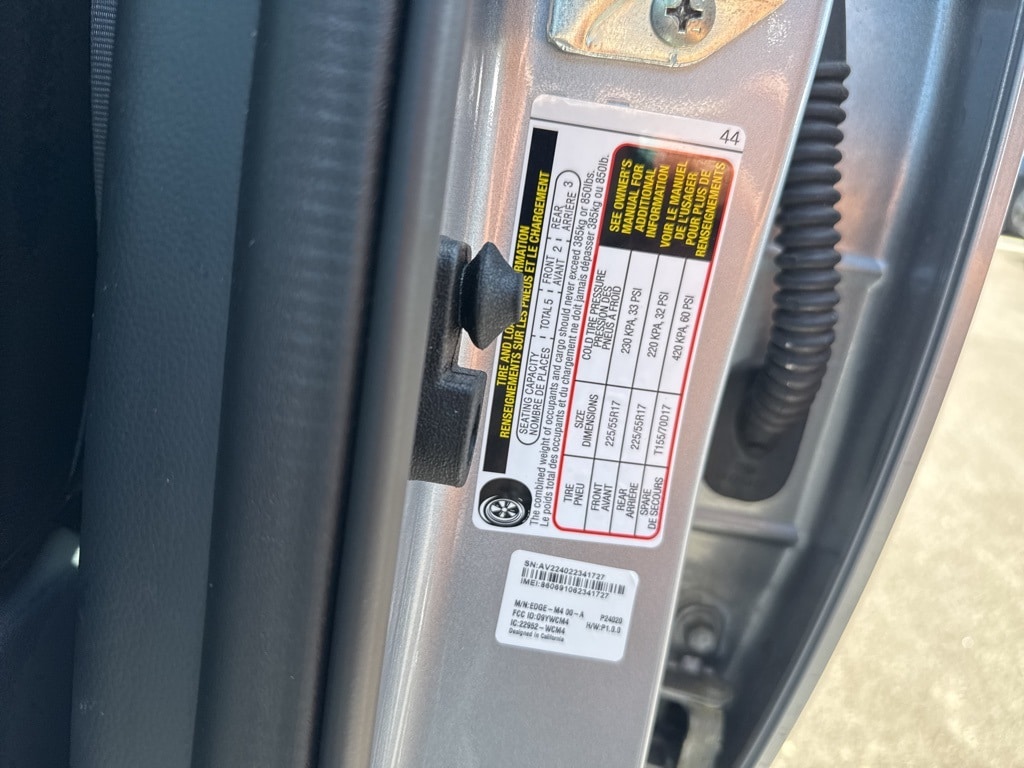 TIRE AND LOA RMATION
RENSEIGNEMENTS SUR LES PNEUS ET LE CHARGEMENT
SEATING CAPACITY
NOMBRE DE PLACES
TOTAL 5
FRONT
AVANT 2
REAR
ARRIÈRE 3
The combined weight of occupants and cargo should never exceed 385kg or 850lbs.
Le poids total des occupants et du chargement ne doit jamais dépasser 385kg ou 850lb.
TIRE
PNEU
SIZE
DIMENSIONS
COLD TIRE PRESSURE
PRESSION DES
PNEUS À FROID
FRONT
AVANT
225/55R17
230 KPA, 33 PSI
REAR
ARRIÈRE
225/55R17
220 KPA, 32 PSI
SPARE
DE SECOURS
T155/70D17
420 KPA, 60 PSI
SEE OWNER'S
MANUAL FOR
ADDITIONAL
INFORMATION
VOIR LE MANUEL
DE L'USAGER
POUR PLUS DE
RENSEIGNEMENTS
44
SN:AV224022341727
IMEI:860691062341727
M/N:EDGE-M4 00-A P24020
FCC ID:O9YWCM4 H/W:P1.0.0
IC:22952-WCM4
Designed in California